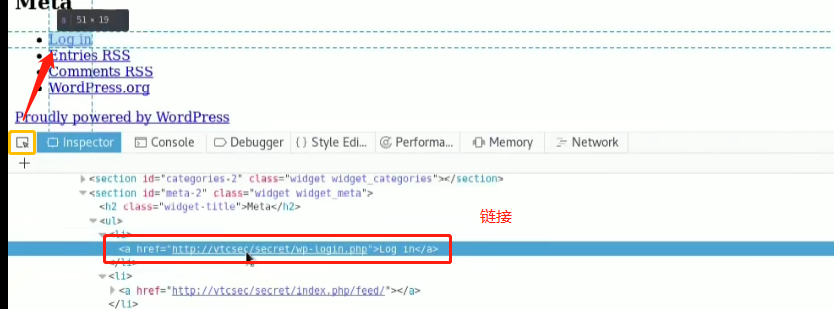 Meta
a 51 × 19
Log in
Entries RSS
Comments RSS
WordPress.org
Proudly powered by WordPress
Inspector Console Debugger { } Style Edi... Performa... Memory Network
+
<section id="categories-2" class="widget widget_categories"></section>
<section id="meta-2" class="widget widget_meta">
<h2 class="widget-title">Meta</h2>
<ul>
链接
<li>
<a href="http://vtcsec/secret/wp-login.php">Log in</a>
</li>
<li>
<a href="http://vtcsec/secret/index.php/feed/"></a>
</li>